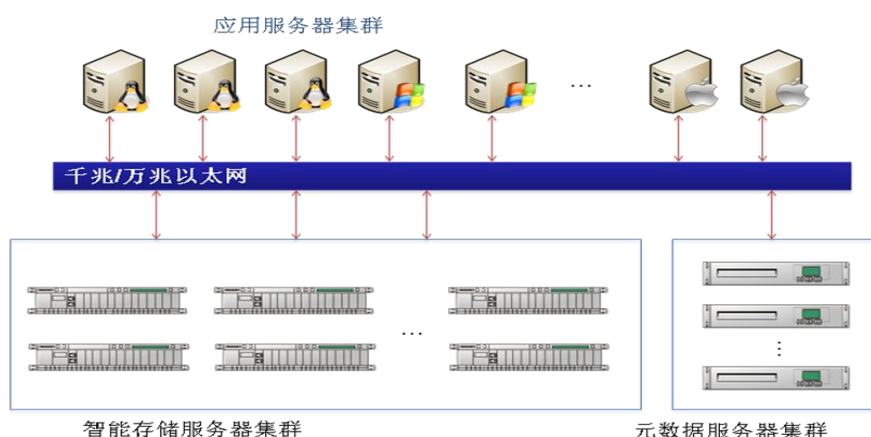 应用服务器集群
…
千兆/万兆以太网
…
⋮
智能存储服务器集群
元数据服务器集群